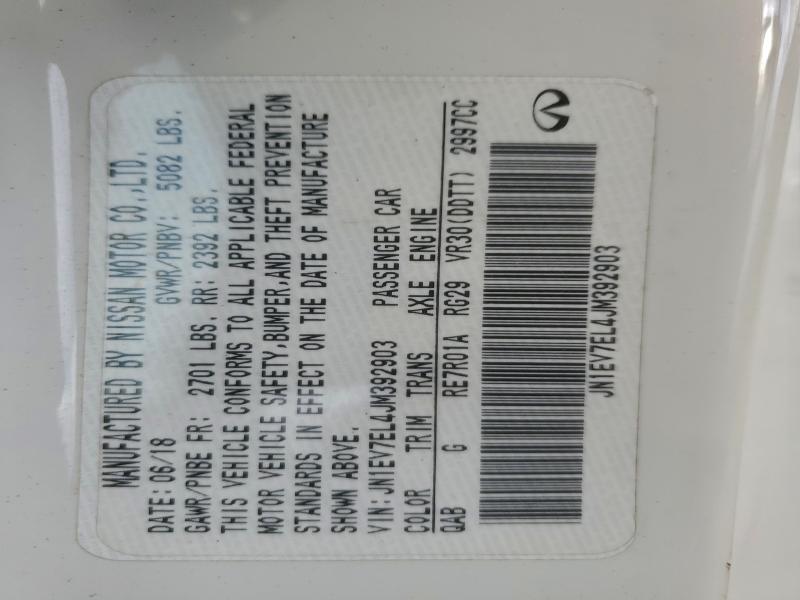 MANUFACTURED BY NISSAN MOTOR CO.,LTD.
DATE: 06/18 GVWR/PNBV: 5082 LBS.
GAWR/PNBE FR: 2701 LBS. RR: 2392 LBS.
THIS VEHICLE CONFORMS TO ALL APPLICABLE FEDERAL
MOTOR VEHICLE SAFETY,BUMPER,AND THEFT PREVENTION
STANDARDS IN EFFECT ON THE DATE OF MANUFACTURE
SHOWN ABOVE.
VIN:JN1EV7EL4JM392903 PASSENGER CAR
COLOR TRIM TRANS AXLE ENGINE
QAB G RE7R01A RG29 VR30(DDTT) 2997CC
JN1EV7EL4JM392903